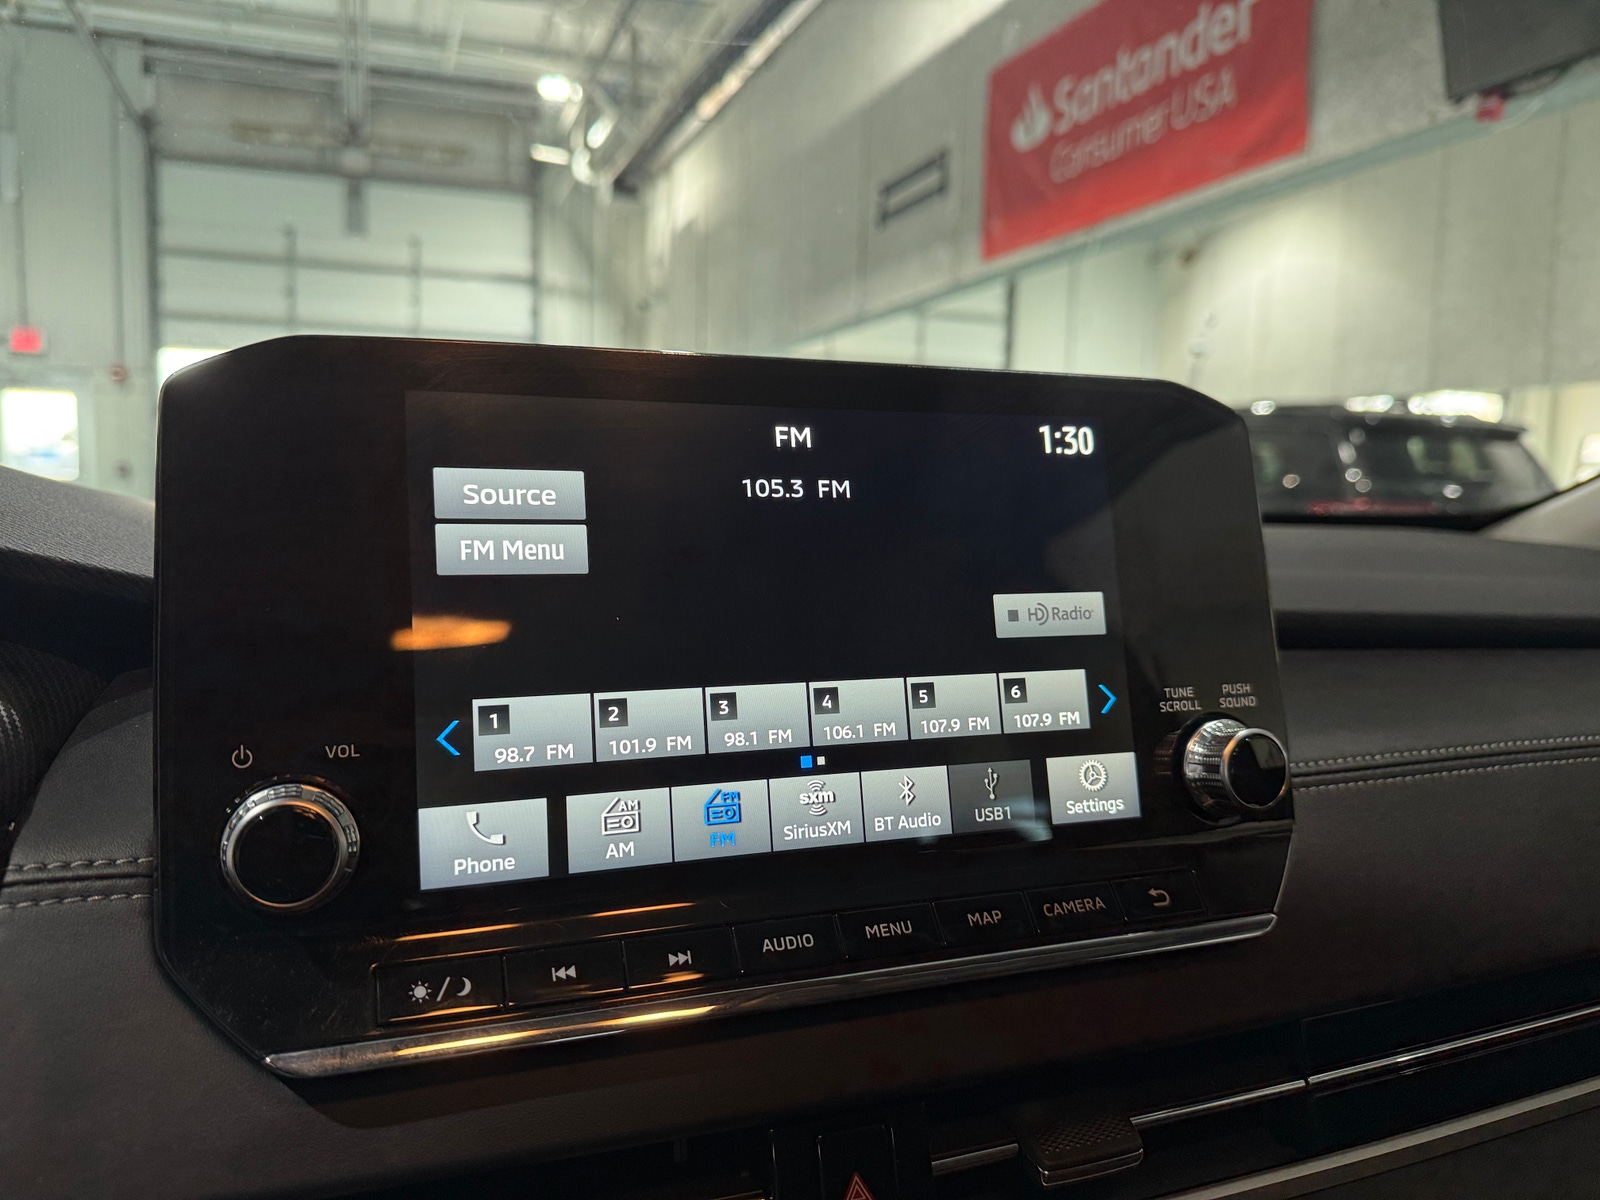 Santander
Consumer USA
FM
1:30
Source
105.3 FM
FM Menu
HD Radio
TUNE
SCROLL
PUSH
SOUND
1
98.7 FM
2
101.9 FM
3
98.1 FM
4
106.1 FM
5
107.9 FM
6
107.9 FM
VOL
Phone
AM
AM
FM
FM
sxm
SiriusXM
BT Audio
USB1
Settings
AUDIO
MENU
MAP
CAMERA